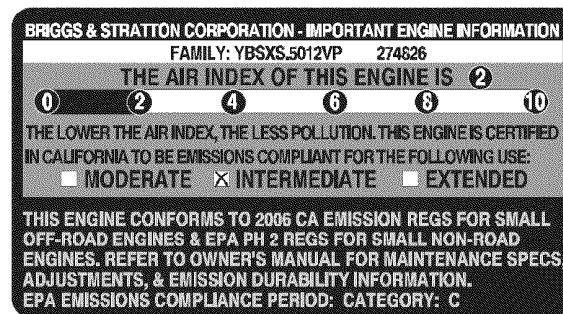 BRIGGS & STRATTON CORPORATION - IMPORTANT ENGINE INFORMATION
FAMILY: YBSXS.5012VP 274826
THE AIR INDEX OF THIS ENGINE IS 2
0 2 4 6 8 10
THE LOWER THE AIR INDEX, THE LESS POLLUTION. THIS ENGINE IS CERTIFIED
IN CALIFORNIA TO BE EMISSIONS COMPLIANT FOR THE FOLLOWING USE:
MODERATE INTERMEDIATE EXTENDED
THIS ENGINE CONFORMS TO 2006 CA EMISSION REGS FOR SMALL
OFF-ROAD ENGINES & EPA PH 2 REGS FOR SMALL NON-ROAD
ENGINES. REFER TO OWNER'S MANUAL FOR MAINTENANCE SPECS,
ADJUSTMENTS, & EMISSION DURABILITY INFORMATION.
EPA EMISSIONS COMPLIANCE PERIOD: CATEGORY: C